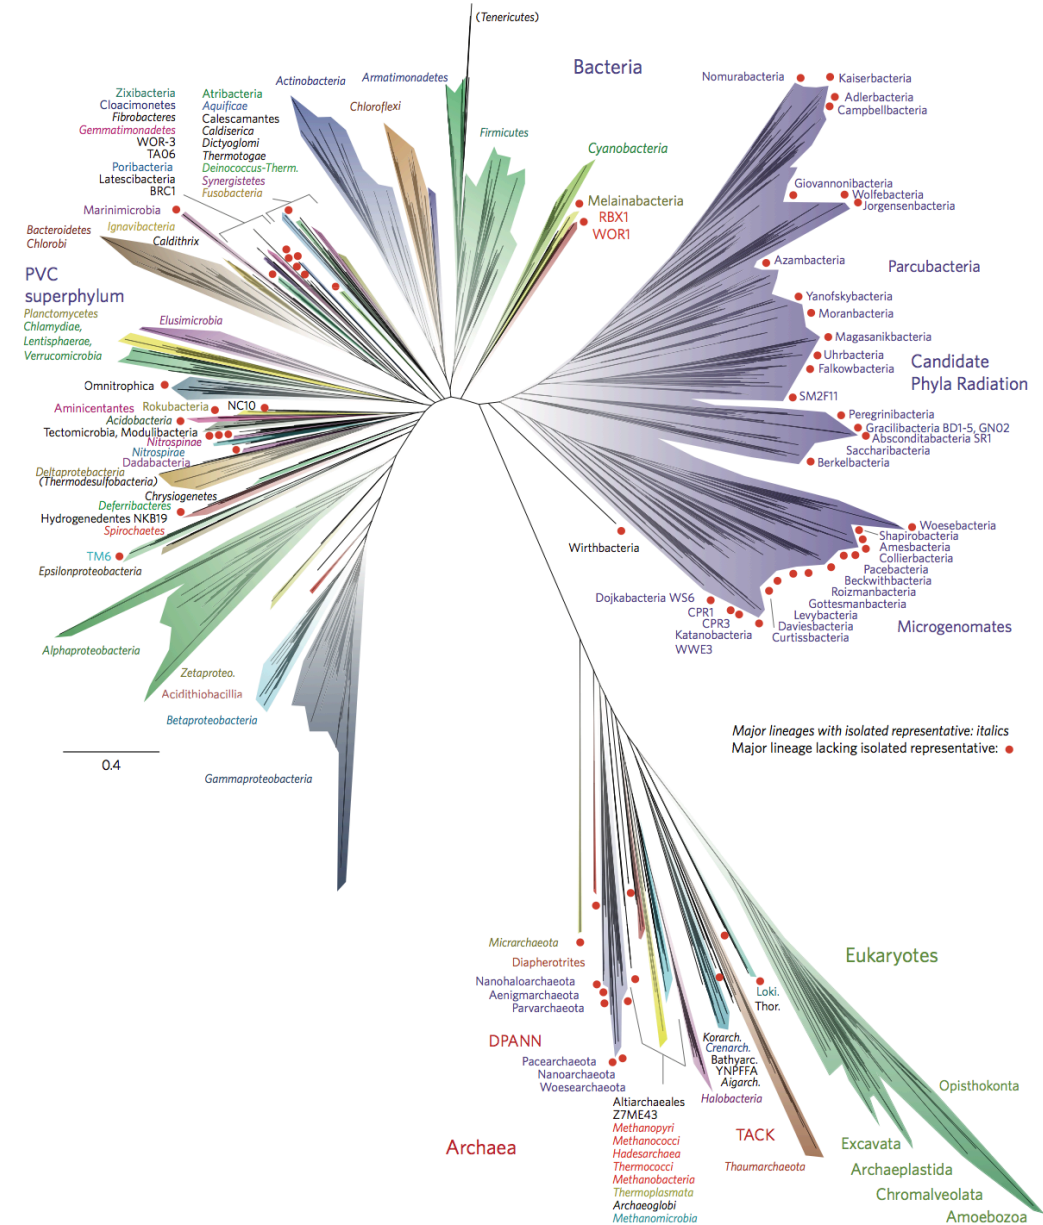 (Tenericutes)
Bacteria
Actinobacteria
Armatimonadetes
Chloroflexi
Firmicutes
Cyanobacteria
Melainabacteria
RBX1
WOR1
Zixibacteria
Cloacimonetes
Fibrobacteres
Gemmatimonadetes
WOR-3
TA06
Poribacteria
Latescibacteria
BRC1
Atribacteria
Aquificae
Calescamantes
Caldiserica
Dictyoglomi
Thermotogae
Deinococcus-Therm.
Synergistetes
Fusobacteria
Marinimicrobia
Ignavibacteria
Caldithrix
Bacteroidetes
Chlorobi
PVC
superphylum
Planctomycetes
Chlamydiae,
Lentisphaerae,
Verrucomicrobia
Elusimicrobia
Omnitrophica
Aminicentantes
Rokubacteria
NC10
Acidobacteria
Tectomicrobia, Modulibacteria
Nitrospinae
Nitrospirae
Dadabacteria
Deltaprotebacteria
(Thermodesulfobacteria)
Chrysiogenetes
Deferribacteres
Hydrogenedentes NKB19
Spirochaetes
TM6
Epsilonproteobacteria
Alphaproteobacteria
Zetaproteo.
Acidithiobacillia
Betaproteobacteria
Gammaproteobacteria
0.4
Nomurabacteria
Kaiserbacteria
Adlerbacteria
Campbellbacteria
Giovannonibacteria
Wolfebacteria
Jorgensenbacteria
Azambacteria
Parcubacteria
Yanofskybacteria
Moranbacteria
Magasanikbacteria
Uhrbacteria
Falkowbacteria
Candidate
Phyla Radiation
SM2F11
Peregrinibacteria
Gracilibacteria BD1-5, GN02
Absconditabacteria SR1
Saccharibacteria
Berkelbacteria
Woesebacteria
Shapirobacteria
Amesbacteria
Collierbacteria
Pacebacteria
Beckwithbacteria
Roizmanbacteria
Gottesmanbacteria
Levybacteria
Daviesbacteria
Curtissbacteria
Microgenomates
Wirthbacteria
Dojkabacteria WS6
CPR1
CPR3
Katanobacteria
WWE3
Major lineages with isolated representative: italics
Major lineage lacking isolated representative:
Micrarchaeota
Diapherotrites
Nanohaloarchaeota
Aenigmarchaeota
Parvarchaeota
DPANN
Pacearchaeota
Nanoarchaeota
Woesearchaeota
Archaea
Altiarchaeales
Z7ME43
Methanopyri
Methanococci
Hadesarchaea
Thermococci
Methanobacteria
Thermoplasmata
Archaeoglobi
Methanomicrobia
Korarch.
Crenarch.
Bathyarc.
YNPFFA
Aigarch.
Halobacteria
TACK
Thaumarchaeota
Loki.
Thor.
Eukaryotes
Opisthokonta
Excavata
Archaeplastida
Chromalveolata
Amoebozoa